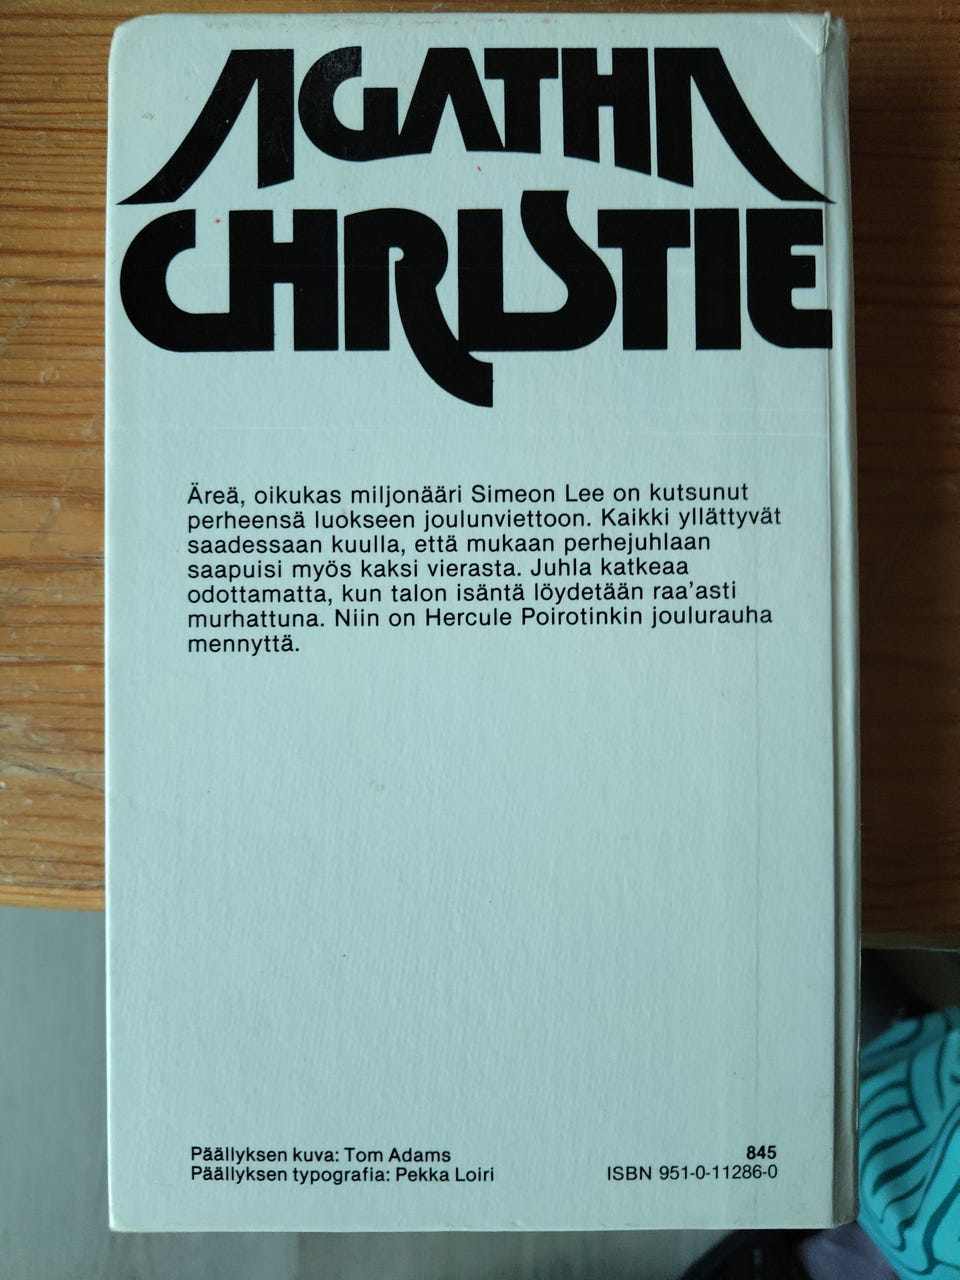 AGATHA
CHRISTIE
Äreä, oikukas miljonääri Simeon Lee on kutsunut
perheensä luokseen joulunviettoon. Kaikki yllättyvät
saadessaan kuulla, että mukaan perhejuhlaan
saapuisi myös kaksi vierasta. Juhla katkeaa
odottamatta, kun talon isäntä löydetään raa'asti
murhattuna. Niin on Hercule Poirotinkin joulurauha
mennyttä.
Päällyksen kuva: Tom Adams
Päällyksen typografia: Pekka Loiri
845
ISBN 951-0-11286-0